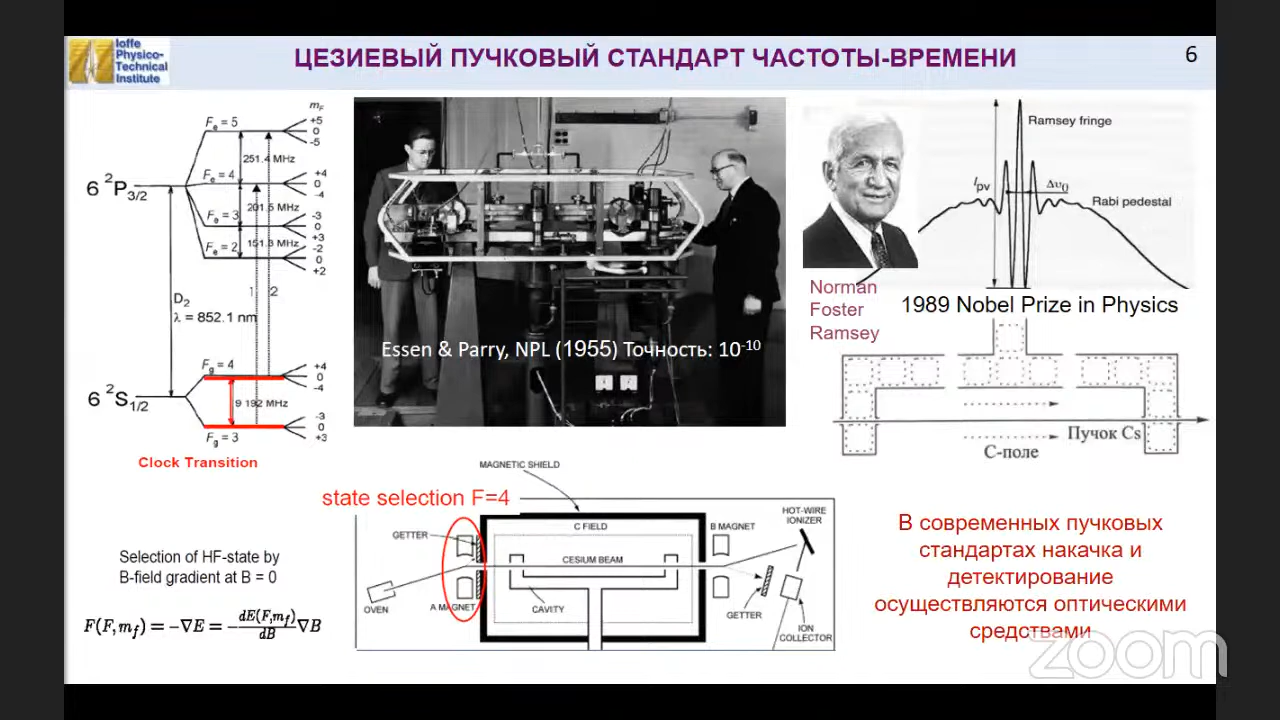 Ioffe
Physico-
Technical
Institute
ЦЕЗИЕВЫЙ ПУЧКОВЫЙ СТАНДАРТ ЧАСТОТЫ-ВРЕМЕНИ
6
m_F
F_e = 5
+5
0
-5
251.4 MHz
F_e = 4
+4
0
-4
6 ²P₃/₂
201.5 MHz
F_e = 3
-3
0
+3
151.3 MHz
F_e = 2
-2
0
+2
1
2
D₂
λ = 852.1 nm
F_g = 4
+4
0
-4
6 ²S₁/₂
9 192 MHz
-3
0
+3
F_g = 3
Clock Transition
Essen & Parry, NPL (1955) Точность: 10⁻¹⁰
Norman
Foster
Ramsey
Ramsey fringe
I_pv
Δυ₀
Rabi pedestal
1989 Nobel Prize in Physics
Пучок Cs
С-поле
state selection F=4
MAGNETIC SHIELD
GETTER
C FIELD
B MAGNET
HOT-WIRE
IONIZER
CESIUM BEAM
OVEN
A MAGNET
CAVITY
GETTER
ION
COLLECTOR
Selection of HF-state by
B-field gradient at B = 0
F(F,m_f) = −∇E = −dE(F,m_f)/dB ∇B
В современных пучковых
стандартах накачка и
детектирование
осуществляются оптическими
средствами
zoom